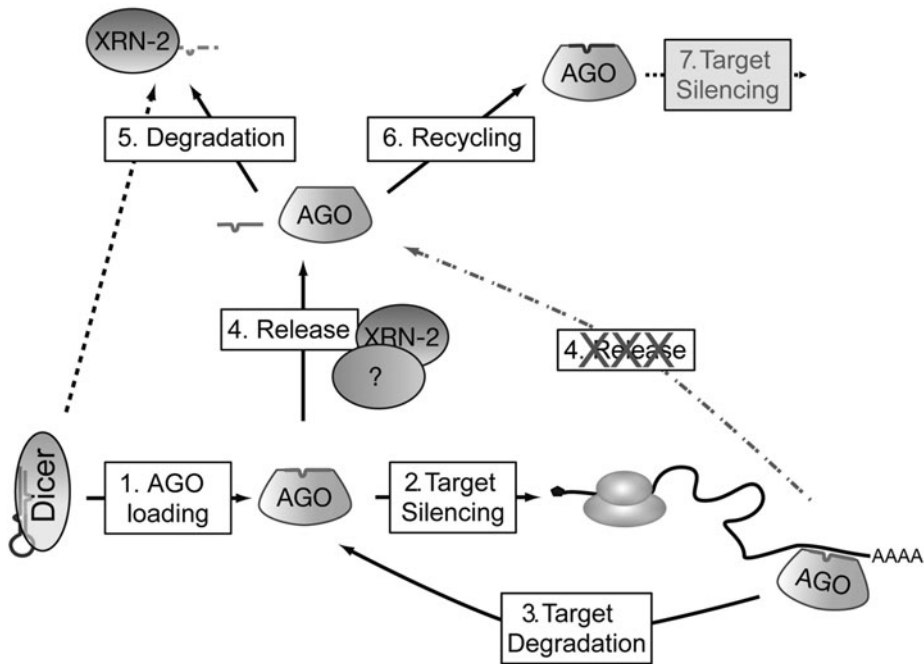 XRN-2
AGO
7. Target
Silencing
5. Degradation
6. Recycling
AGO
4. Release
XRN-2
?
4. Release
Dicer
1. AGO
loading
AGO
2. Target
Silencing
AAAA
AGO
3. Target
Degradation